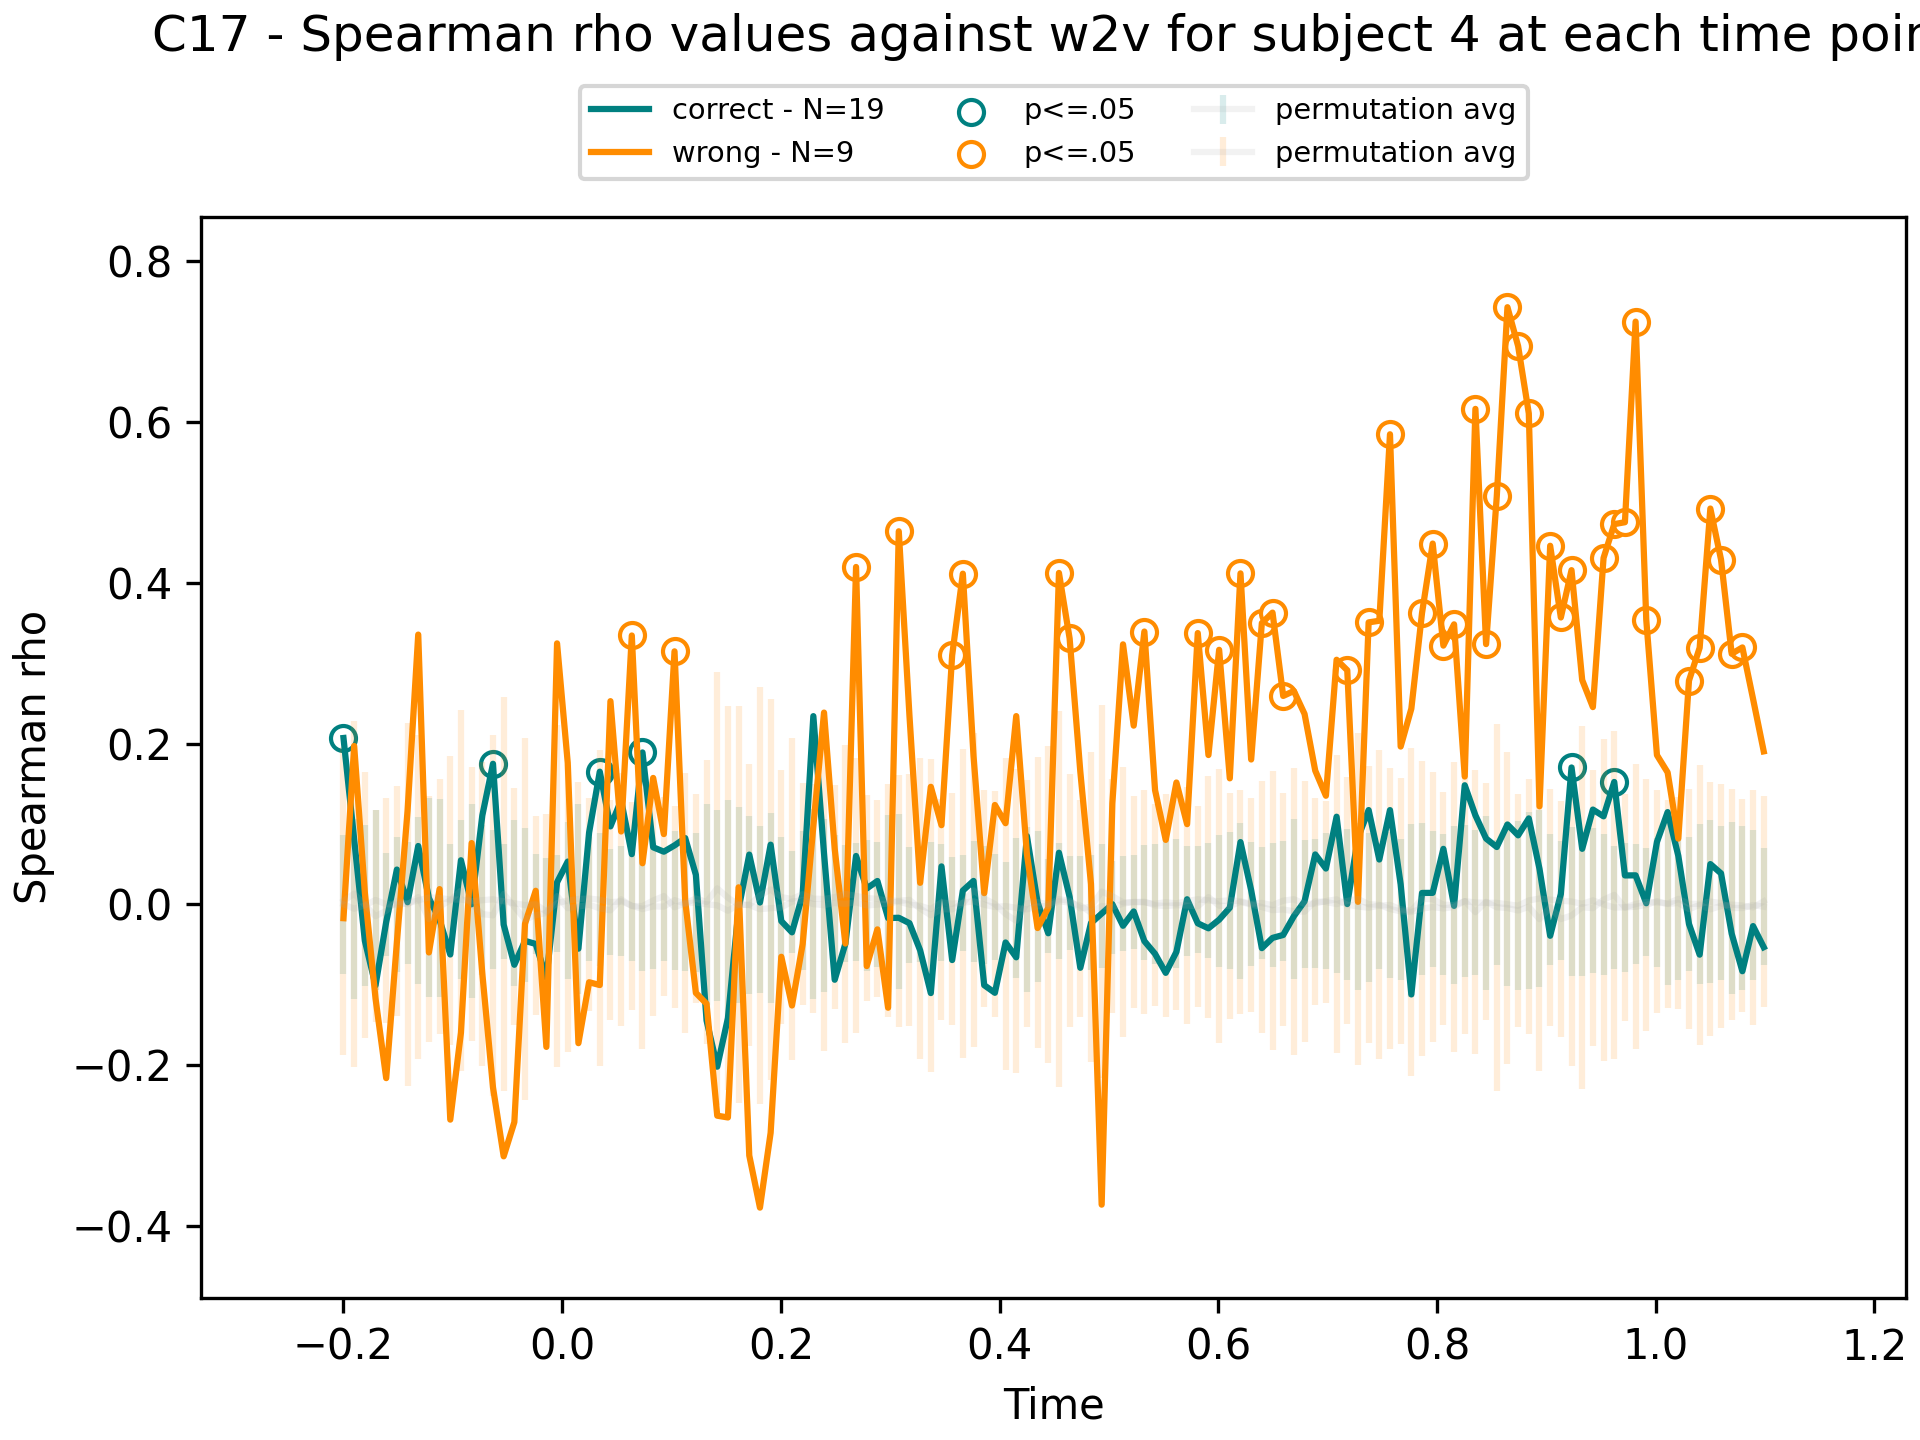 C17 - Spearman rho values against w2v for subject 4 at each time poin
correct - N=19
wrong - N=9
p<=.05
p<=.05
permutation avg
permutation avg
Spearman rho
0.8
0.6
0.4
0.2
0.0
−0.2
−0.4
−0.2 0.0 0.2 0.4 0.6 0.8 1.0 1.2
Time